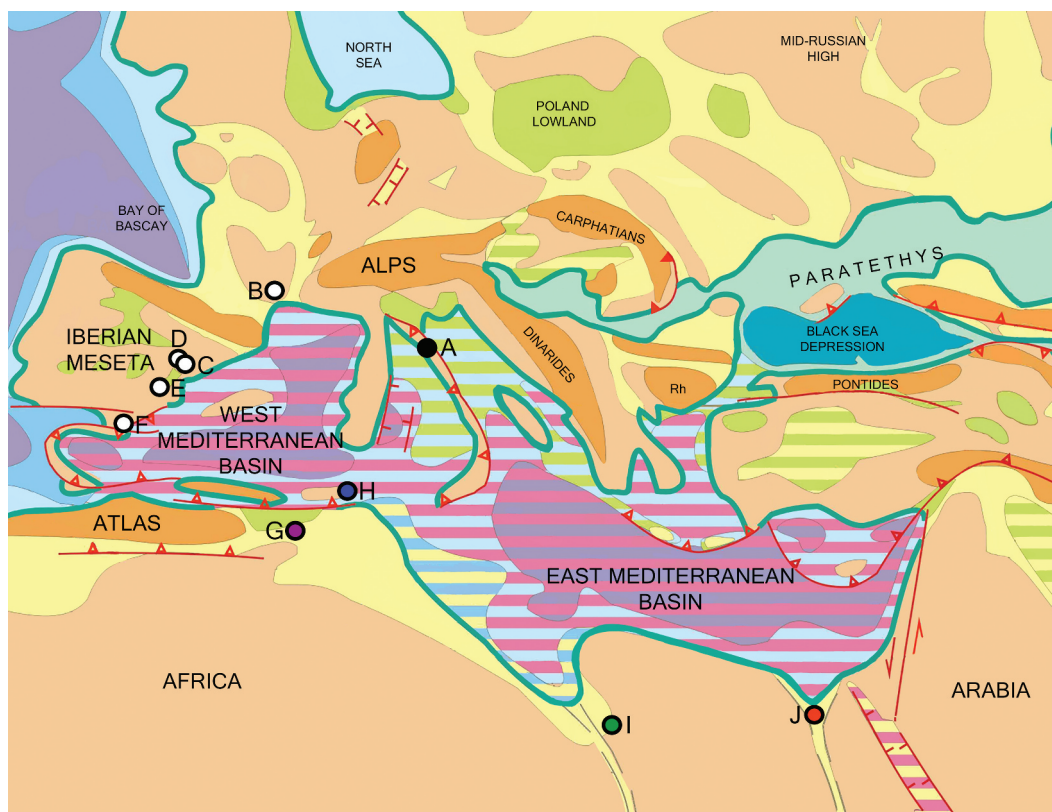 NORTH
SEA
MID-RUSSIAN
HIGH
POLAND
LOWLAND
BAY OF
BASCAY
CARPHATIANS
ALPS
PARATETHYS
B
IBERIAN
MESETA
D
C
E
A
BLACK SEA
DEPRESSION
DINARIDES
Rh
PONTIDES
F
WEST
MEDITERRANEAN
BASIN
H
ATLAS
G
EAST MEDITERRANEAN
BASIN
AFRICA
ARABIA
I
J